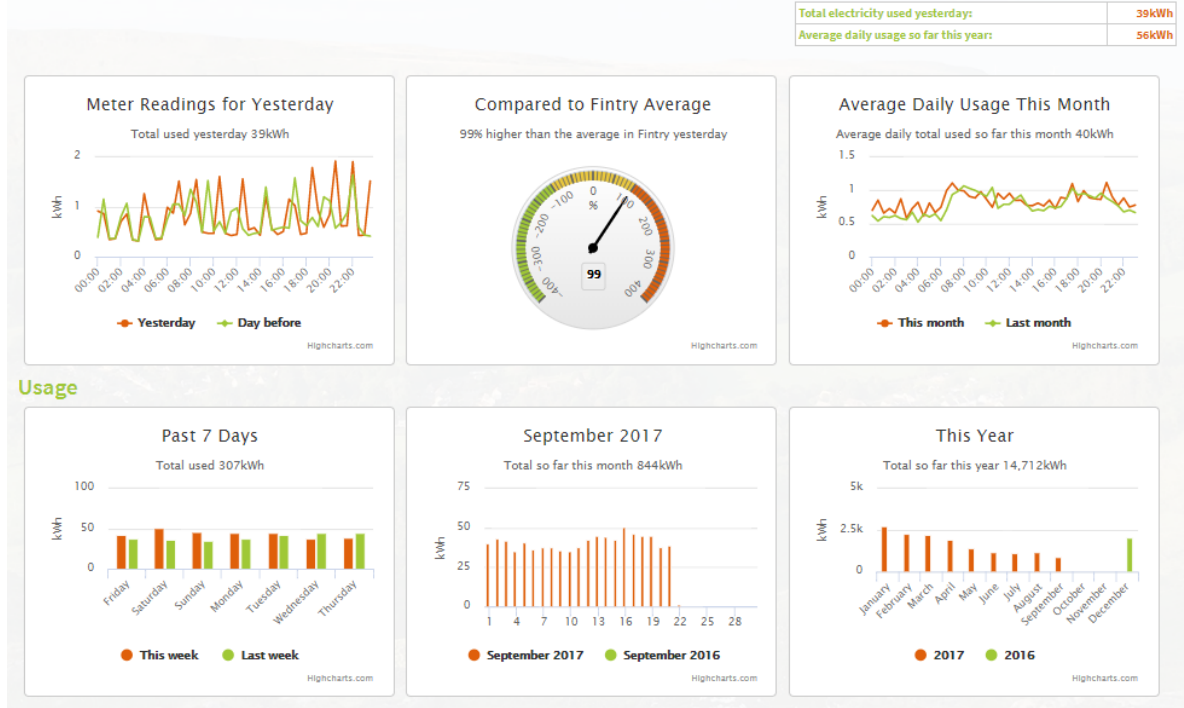 Total electricity used yesterday: 39kWh
Average daily usage so far this year: 56kWh
Meter Readings for Yesterday
Total used yesterday 39kWh
2
1
0
kWh
00:00 02:00 04:00 06:00 08:00 10:00 12:00 14:00 16:00 18:00 20:00 22:00
Yesterday Day before
Highcharts.com
Compared to Fintry Average
99% higher than the average in Fintry yesterday
-400 -300 -200 -100 0 100 200 300 400
%
99
Highcharts.com
Average Daily Usage This Month
Average daily total used so far this month 40kWh
1.5
1
0.5
0
kWh
00:00 02:00 04:00 06:00 08:00 10:00 12:00 14:00 16:00 18:00 20:00 22:00
This month Last month
Highcharts.com
Usage
Past 7 Days
Total used 307kWh
100
50
0
kWh
Friday Saturday Sunday Monday Tuesday Wednesday Thursday
This week Last week
Highcharts.com
September 2017
Total so far this month 844kWh
75
50
25
0
kWh
1 4 7 10 13 16 19 22 25 28
September 2017 September 2016
Highcharts.com
This Year
Total so far this year 14,712kWh
5k
2.5k
0
kWh
January February March April May June July August September October November December
2017 2016
Highcharts.com